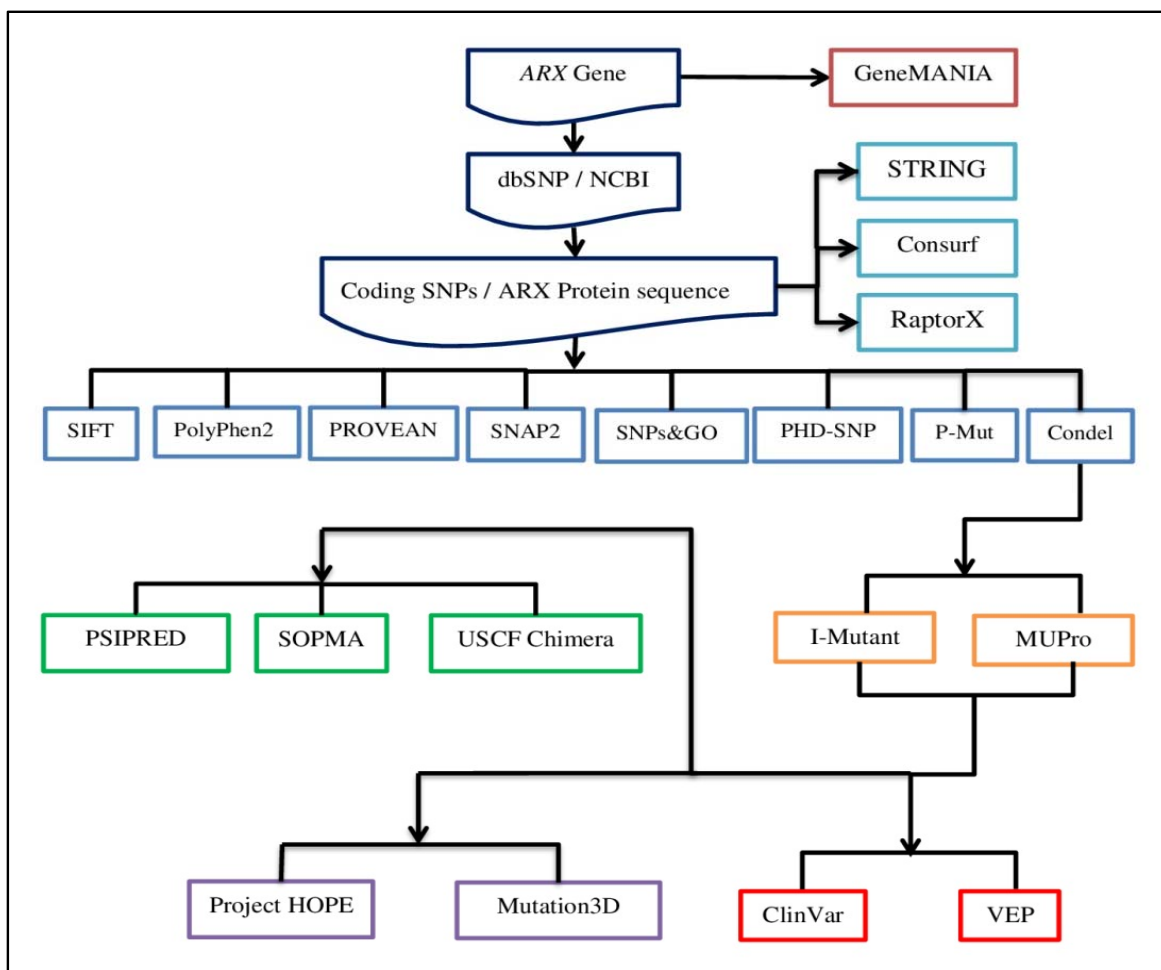 ARX Gene
GeneMANIA
dbSNP / NCBI
STRING
Consurf
Coding SNPs / ARX Protein sequence
RaptorX
SIFT
PolyPhen2
PROVEAN
SNAP2
SNPs&GO
PHD-SNP
P-Mut
Condel
PSIPRED
SOPMA
USCF Chimera
I-Mutant
MUPro
Project HOPE
Mutation3D
ClinVar
VEP